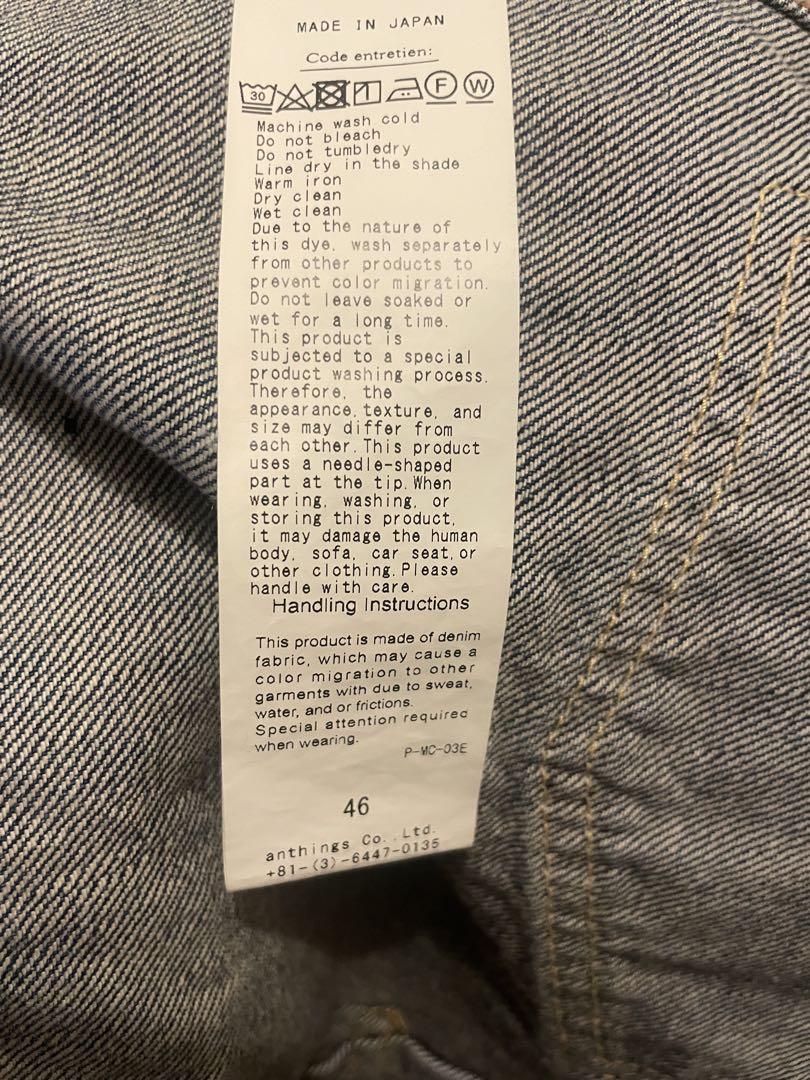 MADE IN JAPAN
Code entretien:
30 F W
Machine wash cold
Do not bleach
Do not tumbledry
Line dry in the shade
Warm iron
Dry clean
Wet clean
Due to the nature of
this dye, wash separately
from other products to
prevent color migration.
Do not leave soaked or
wet for a long time.
This product is
subjected to a special
product washing process.
Therefore, the
appearance, texture, and
size may differ from
each other. This product
uses a needle-shaped
part at the tip. When
wearing, washing, or
storing this product,
it may damage the human
body, sofa, car seat, or
other clothing. Please
handle with care.
Handling Instructions
This product is made of denim
fabric, which may cause a
color migration to other
garments with due to sweat,
water, and or frictions.
Special attention required
when wearing.
P-MC-03E
46
anthings Co., Ltd.
+81-(3)-6447-0135